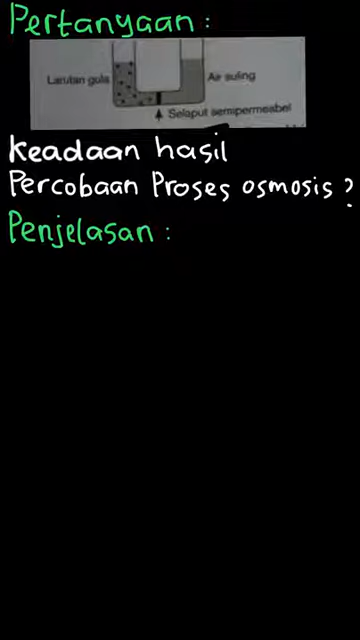 Pertanyaan :
Larutan gula
Air suling
Selaput semipermeabel
Keadaan hasil
Percobaan Proses osmosis ?
Penjelasan :